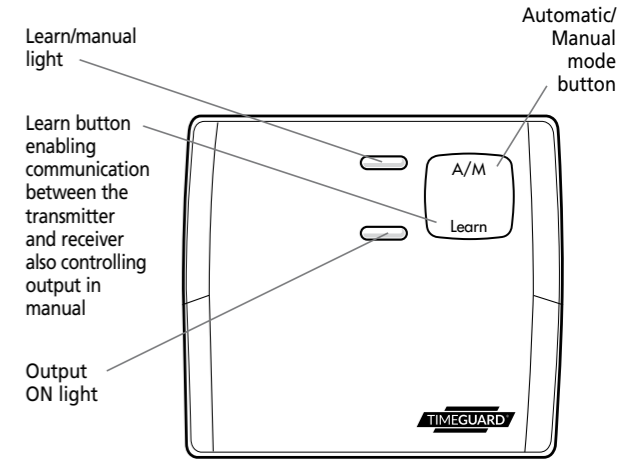 Learn/manual
light
Automatic/
Manual
mode
button
Learn button
enabling
communication
between the
transmitter
and receiver
also controlling
output in
manual
A/M
Learn
Output
ON light
TIMEGUARD